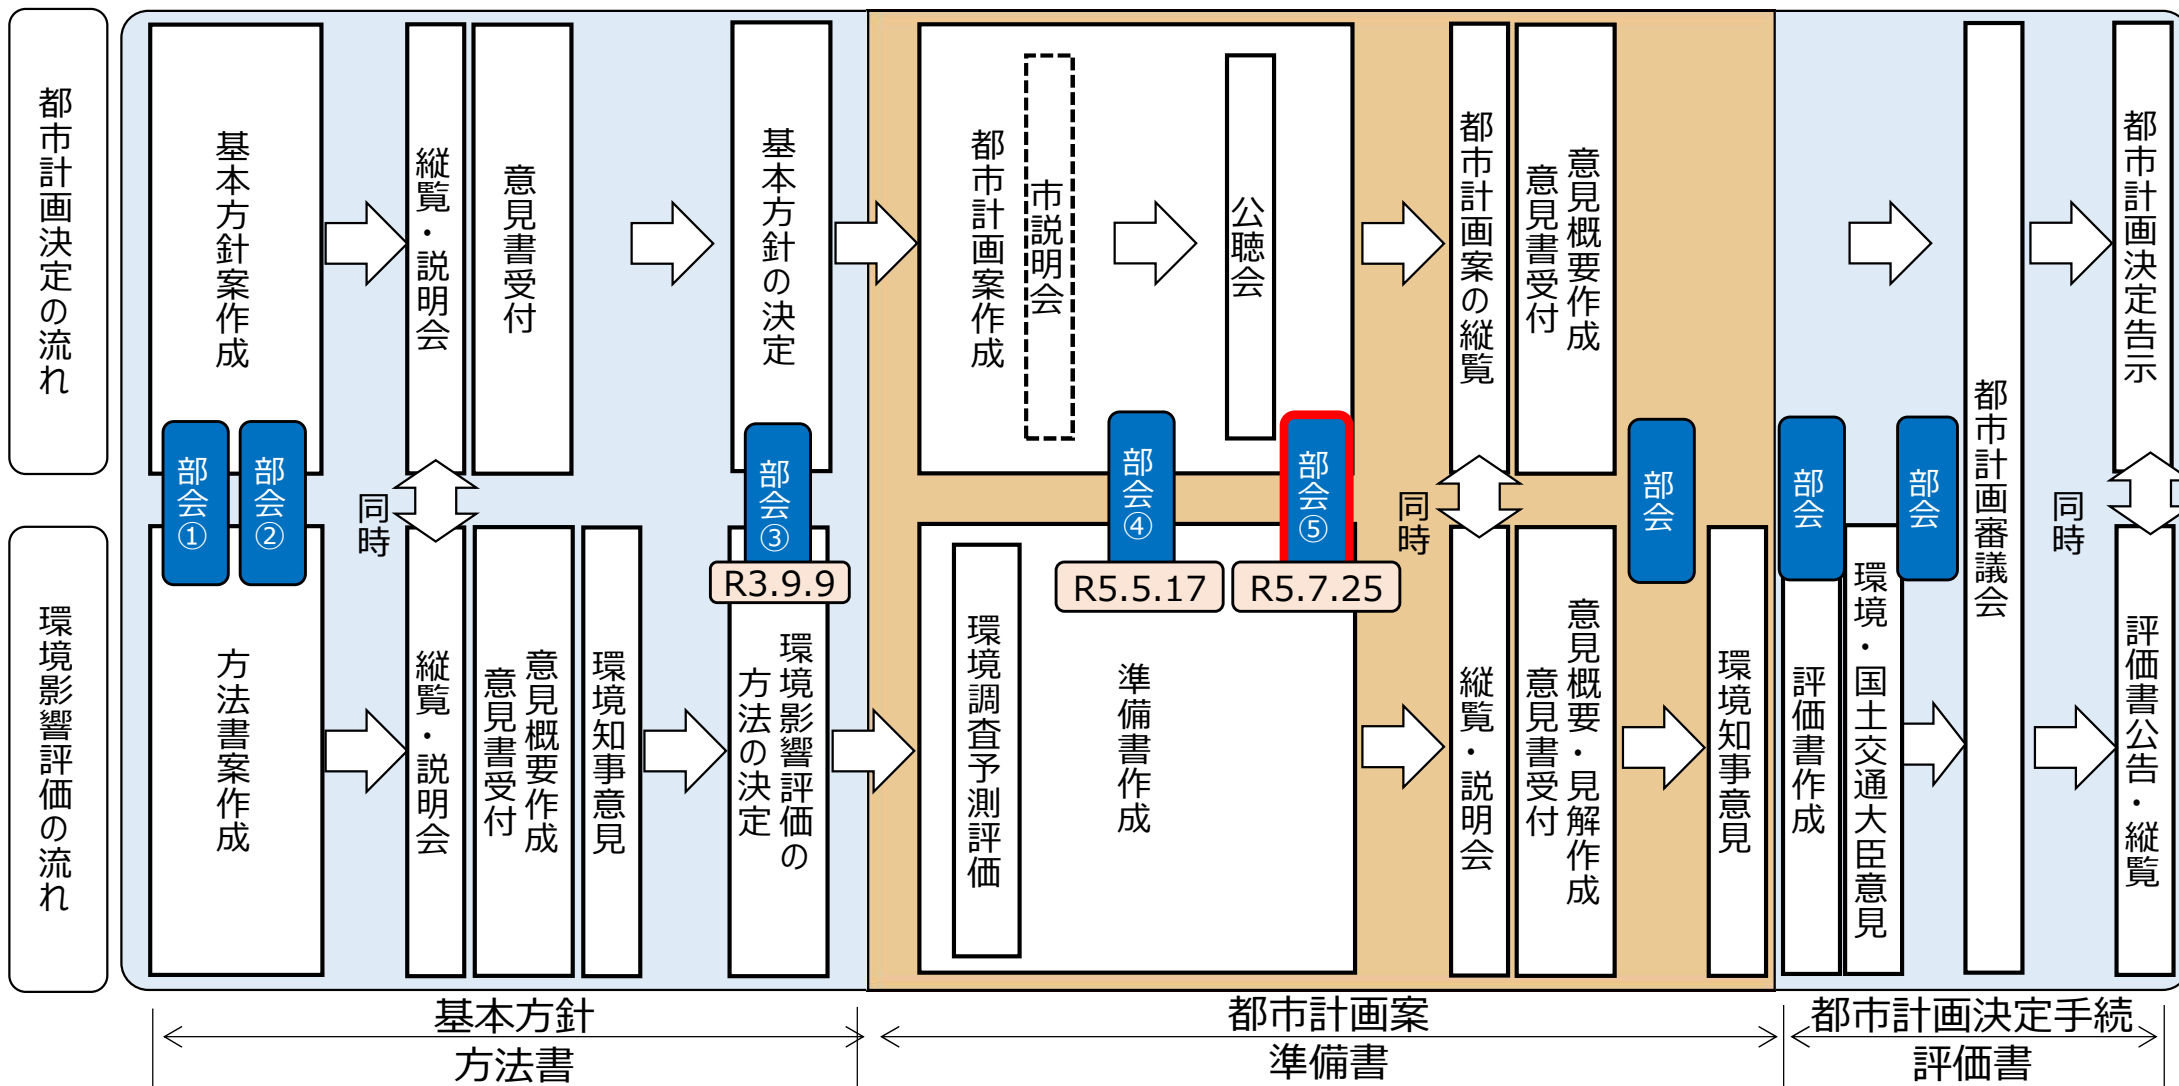 都市計画決定の流れ
基本方針案作成
縦覧・説明会
意見書受付
基本方針の決定
都市計画案作成
市説明会
公聴会
都市計画案の縦覧
意見概要作成
意見書受付
都市計画決定告示
部会①
部会②
同時
部会③
R3.9.9
部会④
R5.5.17
部会⑤
R5.7.25
同時
部会
部会
部会
都市計画審議会
同時
環境影響評価の流れ
方法書案作成
縦覧・説明会
意見概要作成
意見書受付
環境知事意見
環境影響評価の
方法の決定
環境調査予測評価
準備書作成
縦覧・説明会
意見概要・見解作成
意見書受付
環境知事意見
評価書作成
環境・国土交通大臣意見
評価書公告・縦覧
基本方針
方法書
都市計画案
準備書
都市計画決定手続
評価書